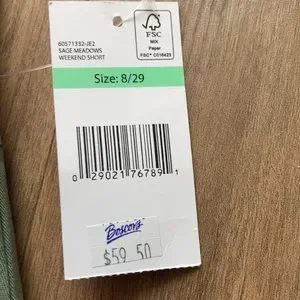 60571332-JE2
SAGE MEADOWS
WEEKEND SHORT
FSC
MIX
Paper
FSC® C016423
Size: 8/29
0 29021 76789 1
Boscov's
$59.50